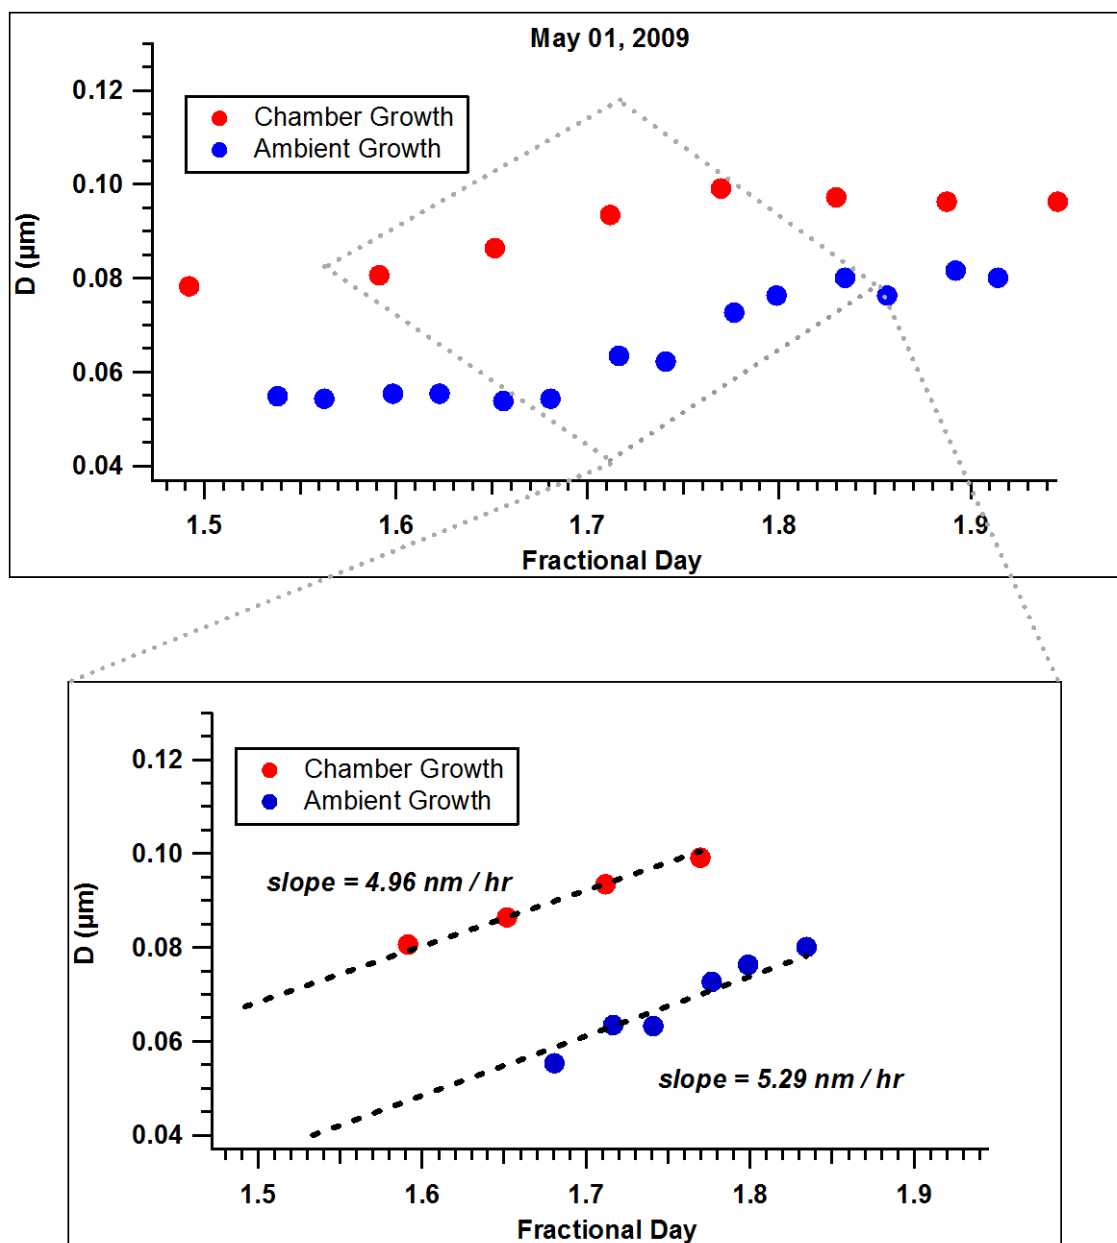 May 01, 2009
0.12
0.10
0.08
0.06
0.04
D (µm)
Chamber Growth
Ambient Growth
1.5 1.6 1.7 1.8 1.9
Fractional Day
0.12
0.10
0.08
0.06
0.04
D (µm)
Chamber Growth
Ambient Growth
slope = 4.96 nm / hr
slope = 5.29 nm / hr
1.5 1.6 1.7 1.8 1.9
Fractional Day